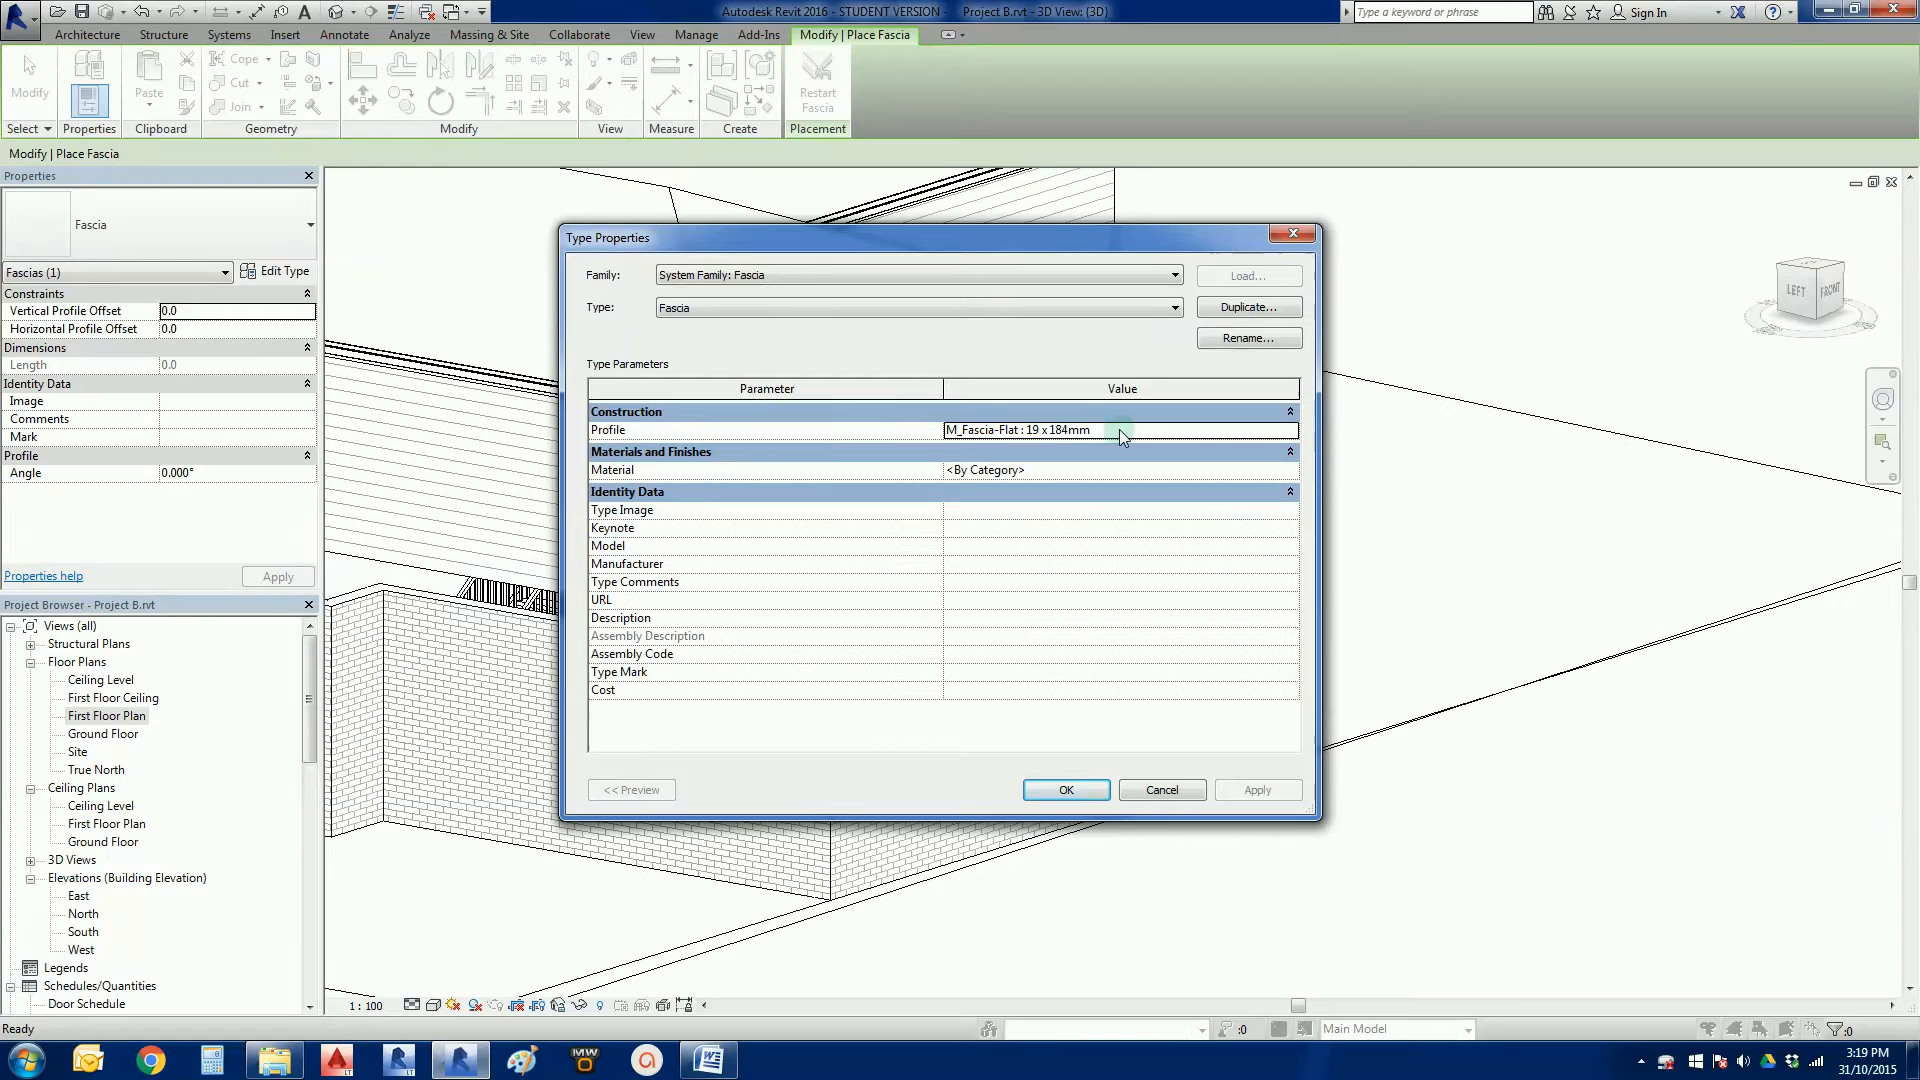 Autodesk Revit 2016 - STUDENT VERSION - Project B.rvt - 3D View: {3D}
Type a keyword or phrase
Sign In
Architecture Structure Systems Insert Annotate Analyze Massing & Site Collaborate View Manage Add-Ins Modify | Place Fascia
Modify
Paste
Cope
Cut
Join
Restart Fascia
Select Properties Clipboard Geometry Modify View Measure Create Placement
Modify | Place Fascia
Properties
Fascia
Fascias (1)
Edit Type
Constraints
Vertical Profile Offset 0.0
Horizontal Profile Offset 0.0
Dimensions
Length 0.0
Identity Data
Image
Comments
Mark
Profile
Angle 0.000°
Properties help
Apply
Project Browser - Project B.rvt
Views (all)
Structural Plans
Floor Plans
Ceiling Level
First Floor Ceiling
First Floor Plan
Ground Floor
Site
True North
Ceiling Plans
Ceiling Level
First Floor Plan
Ground Floor
3D Views
Elevations (Building Elevation)
East
North
South
West
Legends
Schedules/Quantities
Door Schedule
Type Properties
Family: System Family: Fascia Load...
Type: Fascia Duplicate...
Rename...
Type Parameters
Parameter Value
Construction
Profile M_Fascia-Flat : 19 x 184mm
Materials and Finishes
Material <By Category>
Identity Data
Type Image
Keynote
Model
Manufacturer
Type Comments
URL
Description
Assembly Description
Assembly Code
Type Mark
Cost
<< Preview OK Cancel Apply
LEFT FRONT
1 : 100
Ready
:0
Main Model
:0
LT
LT
MW
3:19 PM
31/10/2015